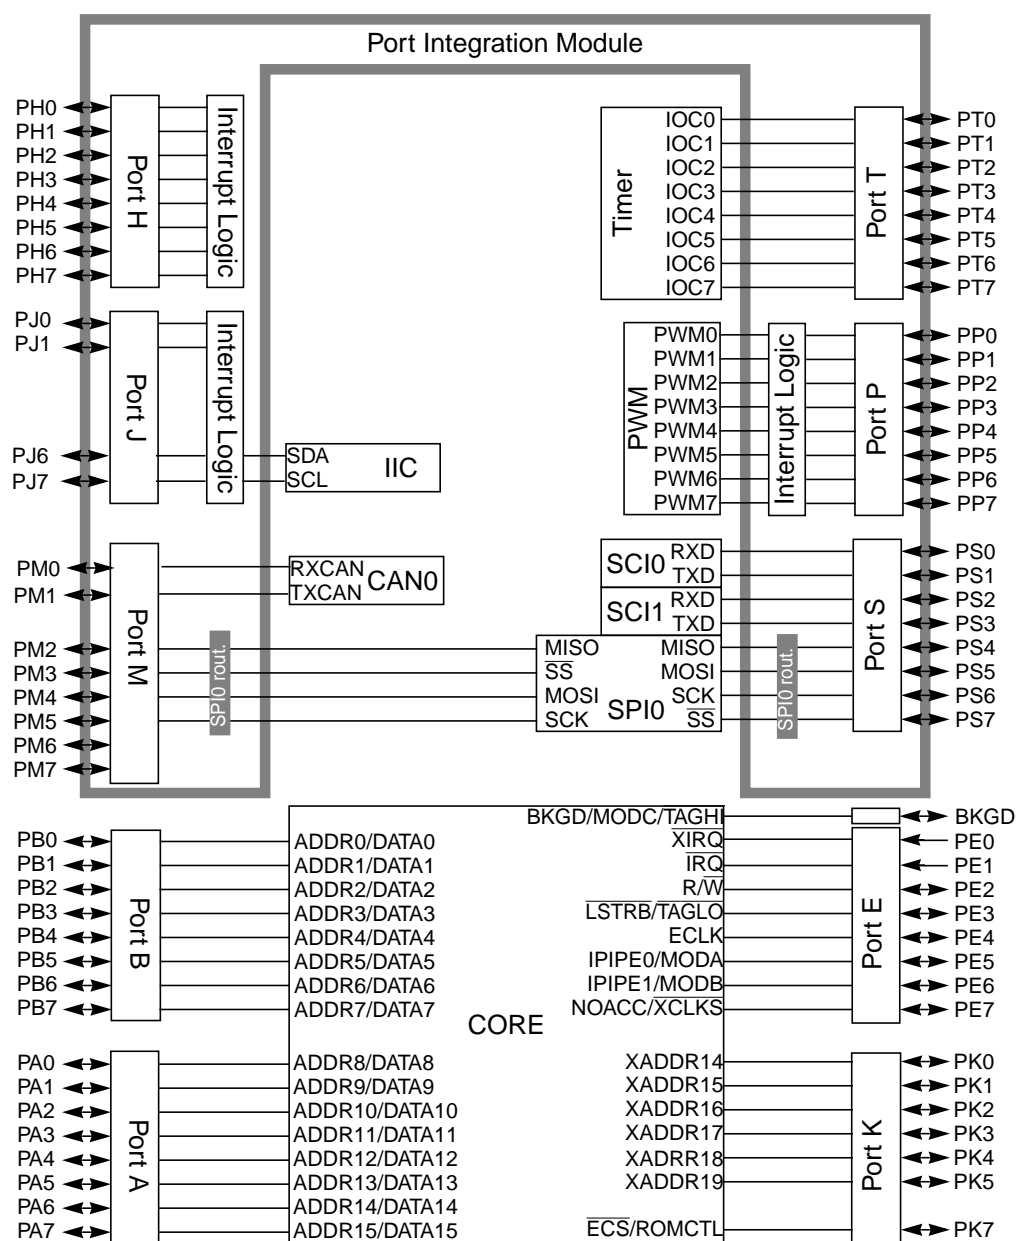 Port Integration Module
PH0
PH1
PH2
PH3
PH4
PH5
PH6
PH7
Port H
Interrupt Logic
PJ0
PJ1
PJ6
PJ7
Port J
Interrupt Logic
SDA
SCL
IIC
PM0
PM1
PM2
PM3
PM4
PM5
PM6
PM7
Port M
SPI0 rout.
RXCAN
TXCAN
CAN0
Timer
IOC0
IOC1
IOC2
IOC3
IOC4
IOC5
IOC6
IOC7
Port T
PT0
PT1
PT2
PT3
PT4
PT5
PT6
PT7
PWM
PWM0
PWM1
PWM2
PWM3
PWM4
PWM5
PWM6
PWM7
Interrupt Logic
Port P
PP0
PP1
PP2
PP3
PP4
PP5
PP6
PP7
SCI0
RXD
TXD
SCI1
RXD
TXD
MISO
SS
MOSI
SCK
SPI0
MISO
MOSI
SCK
SS
SPI0 rout.
Port S
PS0
PS1
PS2
PS3
PS4
PS5
PS6
PS7
PB0
PB1
PB2
PB3
PB4
PB5
PB6
PB7
Port B
ADDR0/DATA0
ADDR1/DATA1
ADDR2/DATA2
ADDR3/DATA3
ADDR4/DATA4
ADDR5/DATA5
ADDR6/DATA6
ADDR7/DATA7
PA0
PA1
PA2
PA3
PA4
PA5
PA6
PA7
Port A
ADDR8/DATA8
ADDR9/DATA9
ADDR10/DATA10
ADDR11/DATA11
ADDR12/DATA12
ADDR13/DATA13
ADDR14/DATA14
ADDR15/DATA15
CORE
BKGD/MODC/TAGHI
XIRQ
IRQ
R/W
LSTRB/TAGLO
ECLK
IPIPE0/MODA
IPIPE1/MODB
NOACC/XCLKS
Port E
BKGD
PE0
PE1
PE2
PE3
PE4
PE5
PE6
PE7
XADDR14
XADDR15
XADDR16
XADDR17
XADRR18
XADDR19
ECS/ROMCTL
Port K
PK0
PK1
PK2
PK3
PK4
PK5
PK7